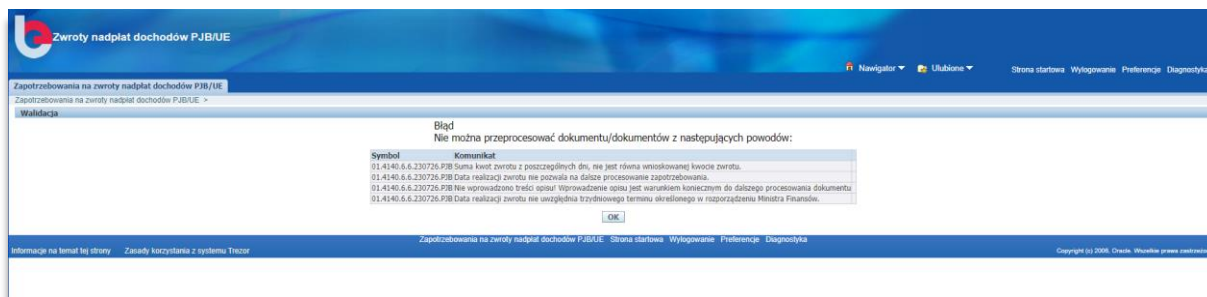 Zwroty nadpłat dochodów PJB/UE
Nawigator Ulubione Strona startowa Wylogowanie Preferencje Diagnostyka
Zapotrzebowania na zwroty nadpłat dochodów PJB/UE
Zapotrzebowania na zwroty nadpłat dochodów PJB/UE >
Walidacja
Błąd
Nie można przeprocesować dokumentu/dokumentów z następujących powodów:
Symbol Komunikat
01.4140.6.6.230726.PJB Suma kwot zwrotu z poszczególnych dni, nie jest równa wnioskowanej kwocie zwrotu.
01.4140.6.6.230726.PJB Data realizacji zwrotu nie pozwala na dalsze procesowanie zapotrzebowania.
01.4140.6.6.230726.PJB Nie wprowadzono treści opisu! Wprowadzenie opisu jest warunkiem koniecznym do dalszego procesowania dokumentu
01.4140.6.6.230726.PJB Data realizacji zwrotu nie uwzględnia trzydniowego terminu określonego w rozporządzeniu Ministra Finansów.
OK
Zapotrzebowania na zwroty nadpłat dochodów PJB/UE Strona startowa Wylogowanie Preferencje Diagnostyka
Informacje na temat tej strony Zasady korzystania z systemu Trezor Copyright (c) 2006, Oracle. Wszelkie prawa